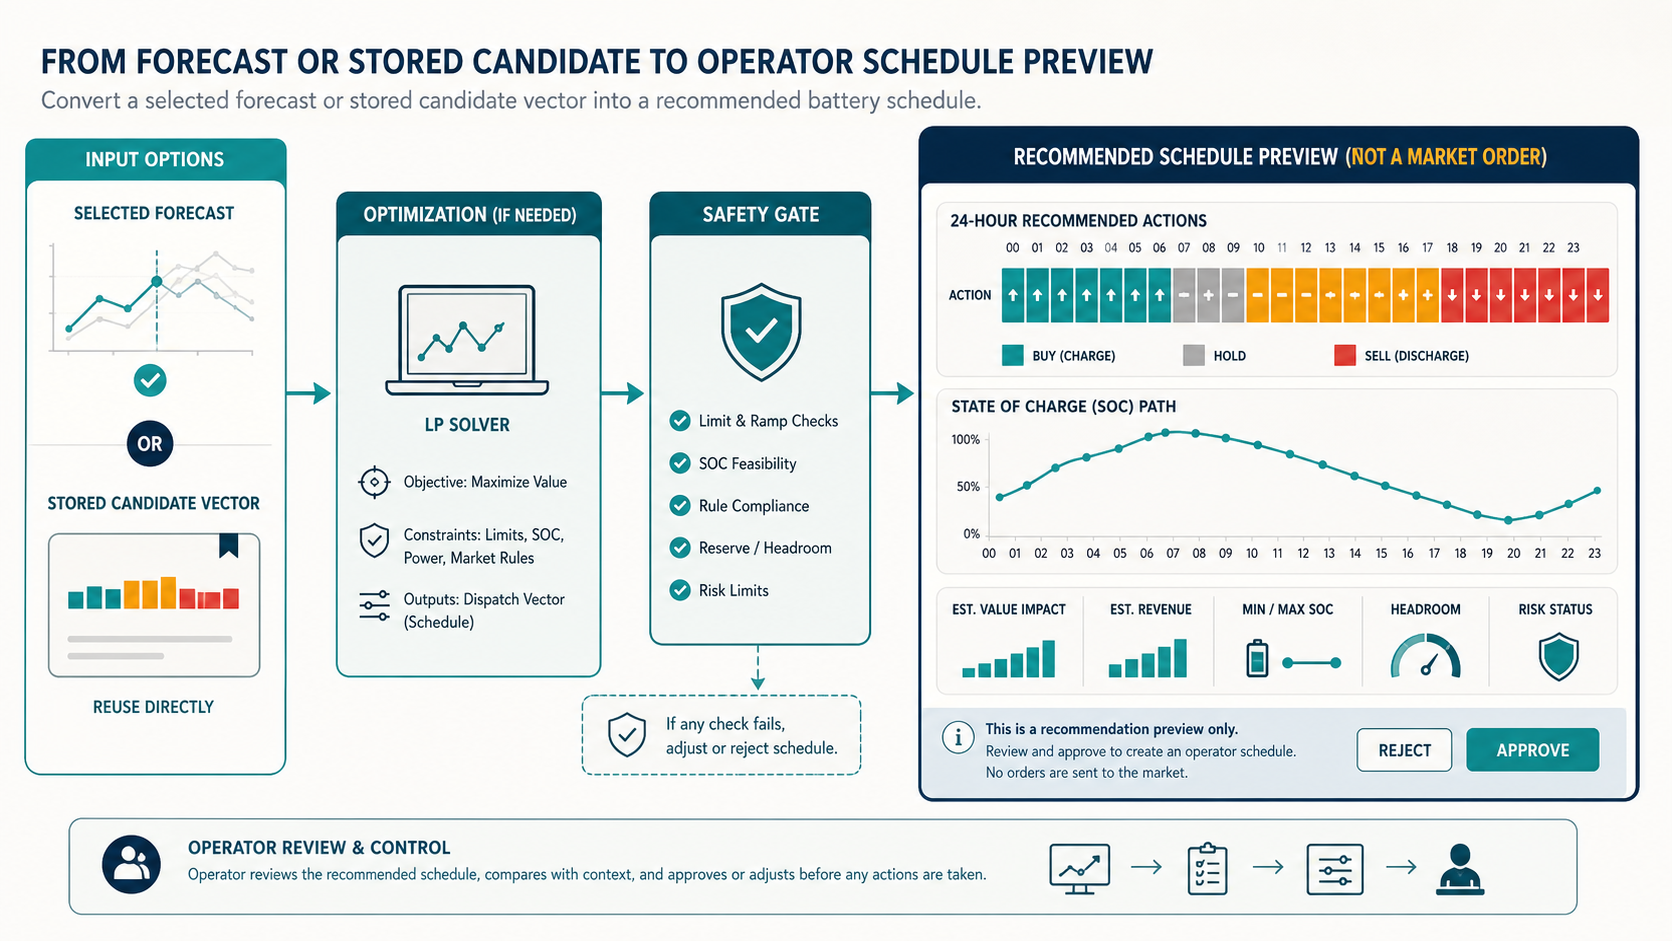 FROM FORECAST OR STORED CANDIDATE TO OPERATOR SCHEDULE PREVIEW
Convert a selected forecast or stored candidate vector into a recommended battery schedule.
INPUT OPTIONS
SELECTED FORECAST
OR
STORED CANDIDATE VECTOR
REUSE DIRECTLY
OPTIMIZATION (IF NEEDED)
LP SOLVER
Objective: Maximize Value
Constraints: Limits, SOC,
Power, Market Rules
Outputs: Dispatch Vector
(Schedule)
SAFETY GATE
Limit & Ramp Checks
SOC Feasibility
Rule Compliance
Reserve / Headroom
Risk Limits
If any check fails,
adjust or reject schedule.
RECOMMENDED SCHEDULE PREVIEW (NOT A MARKET ORDER)
24-HOUR RECOMMENDED ACTIONS
00 01 02 03 04 05 06 07 08 09 10 11 12 13 14 15 16 17 18 19 20 21 22 23
ACTION
BUY (CHARGE) HOLD SELL (DISCHARGE)
STATE OF CHARGE (SOC) PATH
100%
50%
0%
00 01 02 03 04 05 06 07 08 09 10 11 12 13 14 15 16 17 18 19 20 21 22 23
EST. VALUE IMPACT EST. REVENUE MIN / MAX SOC HEADROOM RISK STATUS
This is a recommendation preview only.
Review and approve to create an operator schedule.
No orders are sent to the market.
REJECT APPROVE
OPERATOR REVIEW & CONTROL
Operator reviews the recommended schedule, compares with context, and approves or adjusts before any actions are taken.